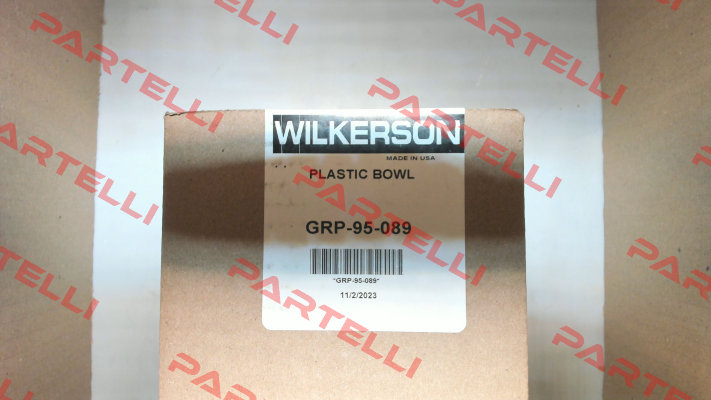 WILKERSON
MADE IN USA
PLASTIC BOWL
GRP-95-089
"GRP-95-089"
11/2/2023
PARTELLI
PARTELLI
PARTELLI
PARTELLI
PARTELLI
PARTELLI
PARTELLI
PARTELLI
PARTELLI